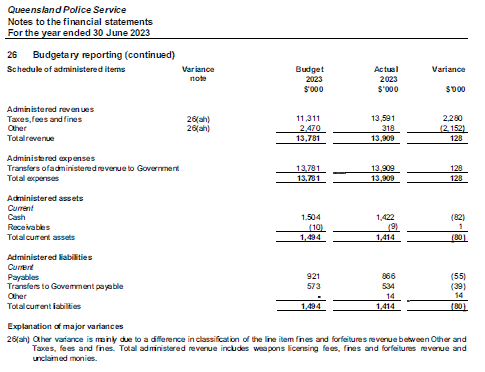 Queensland Police Service
Notes to the financial statements
For the year ended 30 June 2023
26 Budgetary reporting (continued)
Schedule of administered items Variance Budget Actual Variance
note 2023 2023
$'000 $'000 $'000
Administered revenues
Taxes, fees and fines 26(ah) 11,311 13,591 2,280
Other 26(ah) 2,470 318 (2,152)
Total revenue 13,781 13,909 128
Administered expenses
Transfers of administered revenue to Government 13,781 13,909 128
Total expenses 13,781 13,909 128
Administered assets
Current
Cash 1,504 1,422 (82)
Receivables (10) (9) 1
Total current assets 1,494 1,414 (80)
Administered liabilities
Current
Payables 921 866 (55)
Transfers to Government payable 573 534 (39)
Other - 14 14
Total current liabilities 1,494 1,414 (80)
Explanation of major variances
26(ah) Other variance is mainly due to a difference in classification of the line item fines and forfeitures revenue between Other and
Taxes, fees and fines. Total administered revenue includes weapons licensing fees, fines and forfeitures revenue and
unclaimed monies.